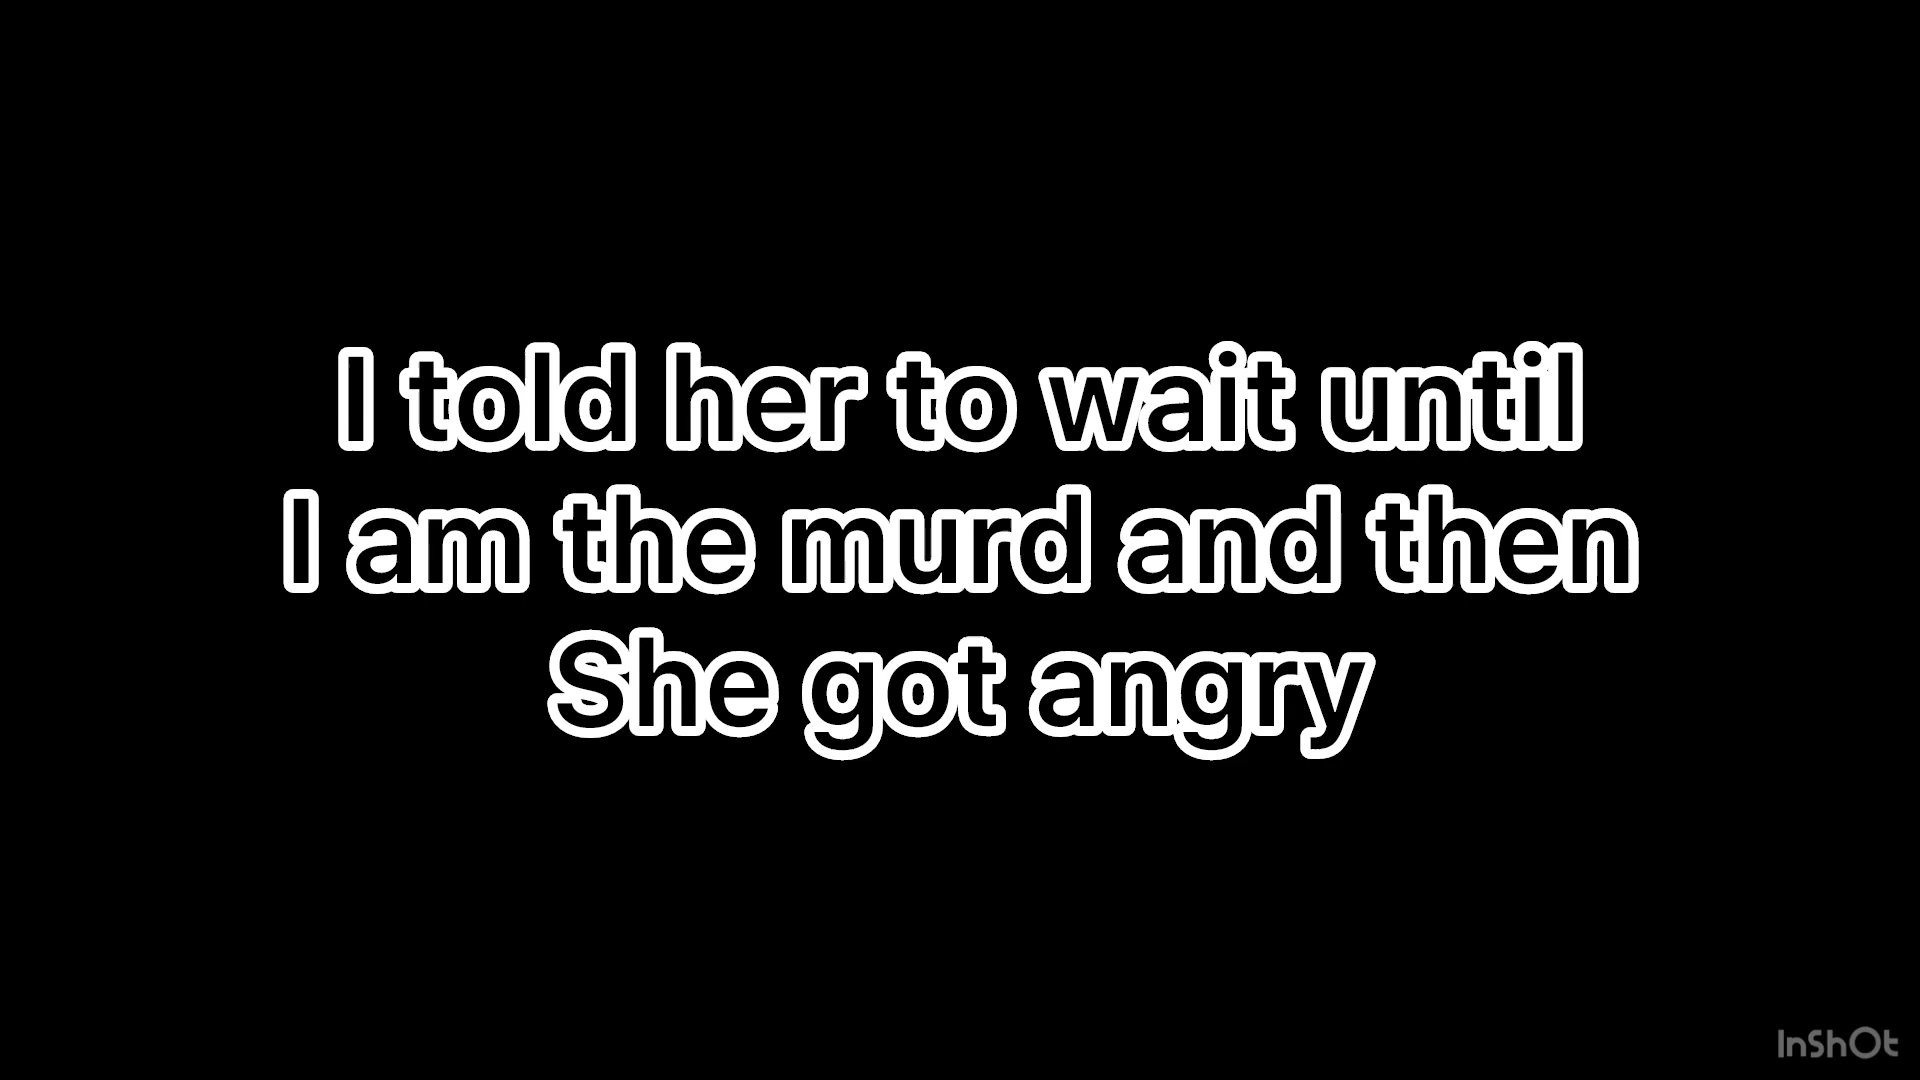 I told her to wait until
I am the murd and then
She got angry
InShOt